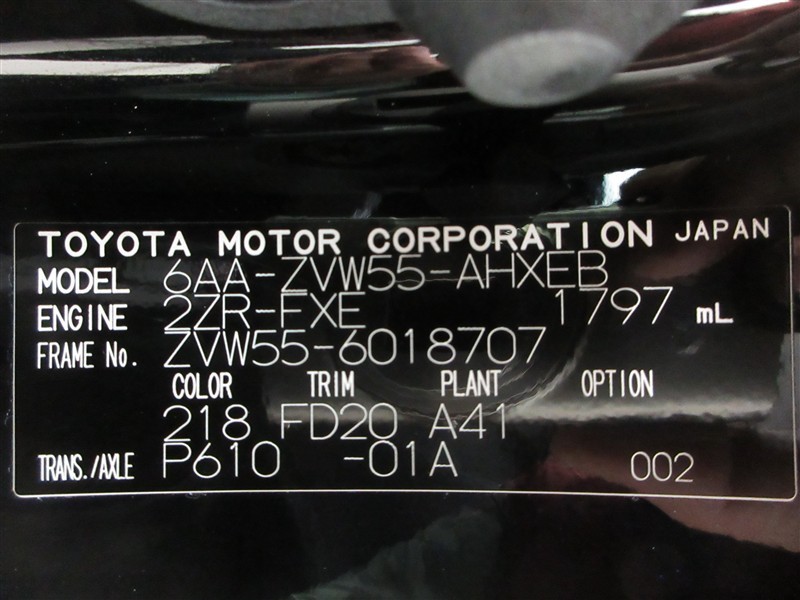 TOYOTA MOTOR CORPORATION JAPAN
MODEL 6AA-ZVW55-AHXEB
ENGINE 2ZR-FXE 1797 mL
FRAME No. ZVW55-6018707
COLOR TRIM PLANT OPTION
218 FD20 A41
TRANS./AXLE P610 -01A 002